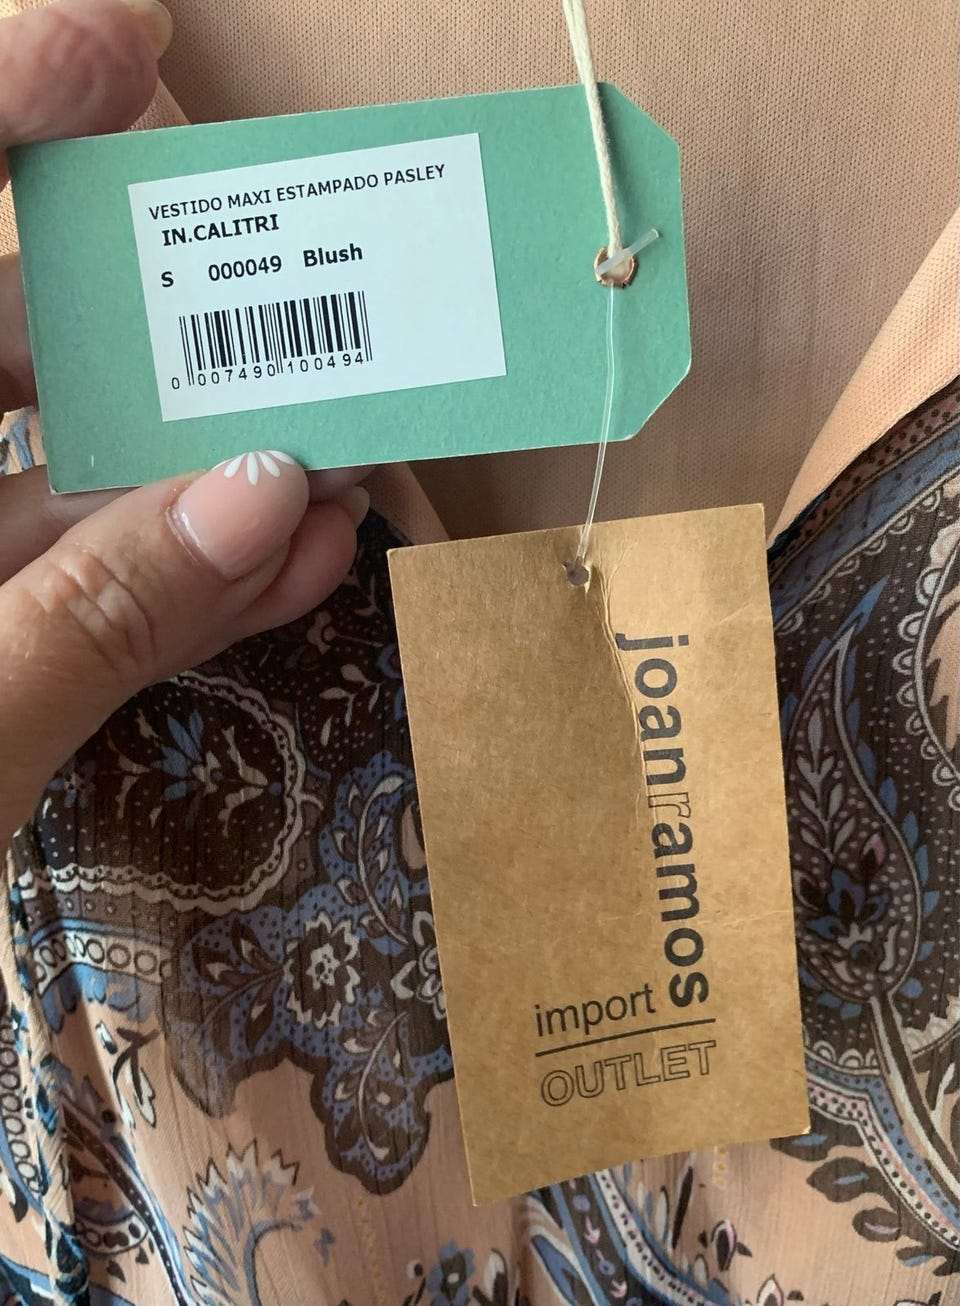 VESTIDO MAXI ESTAMPADO PASLEY
IN.CALITRI
S 000049 Blush
0 007490 100494
joanramos
import
OUTLET